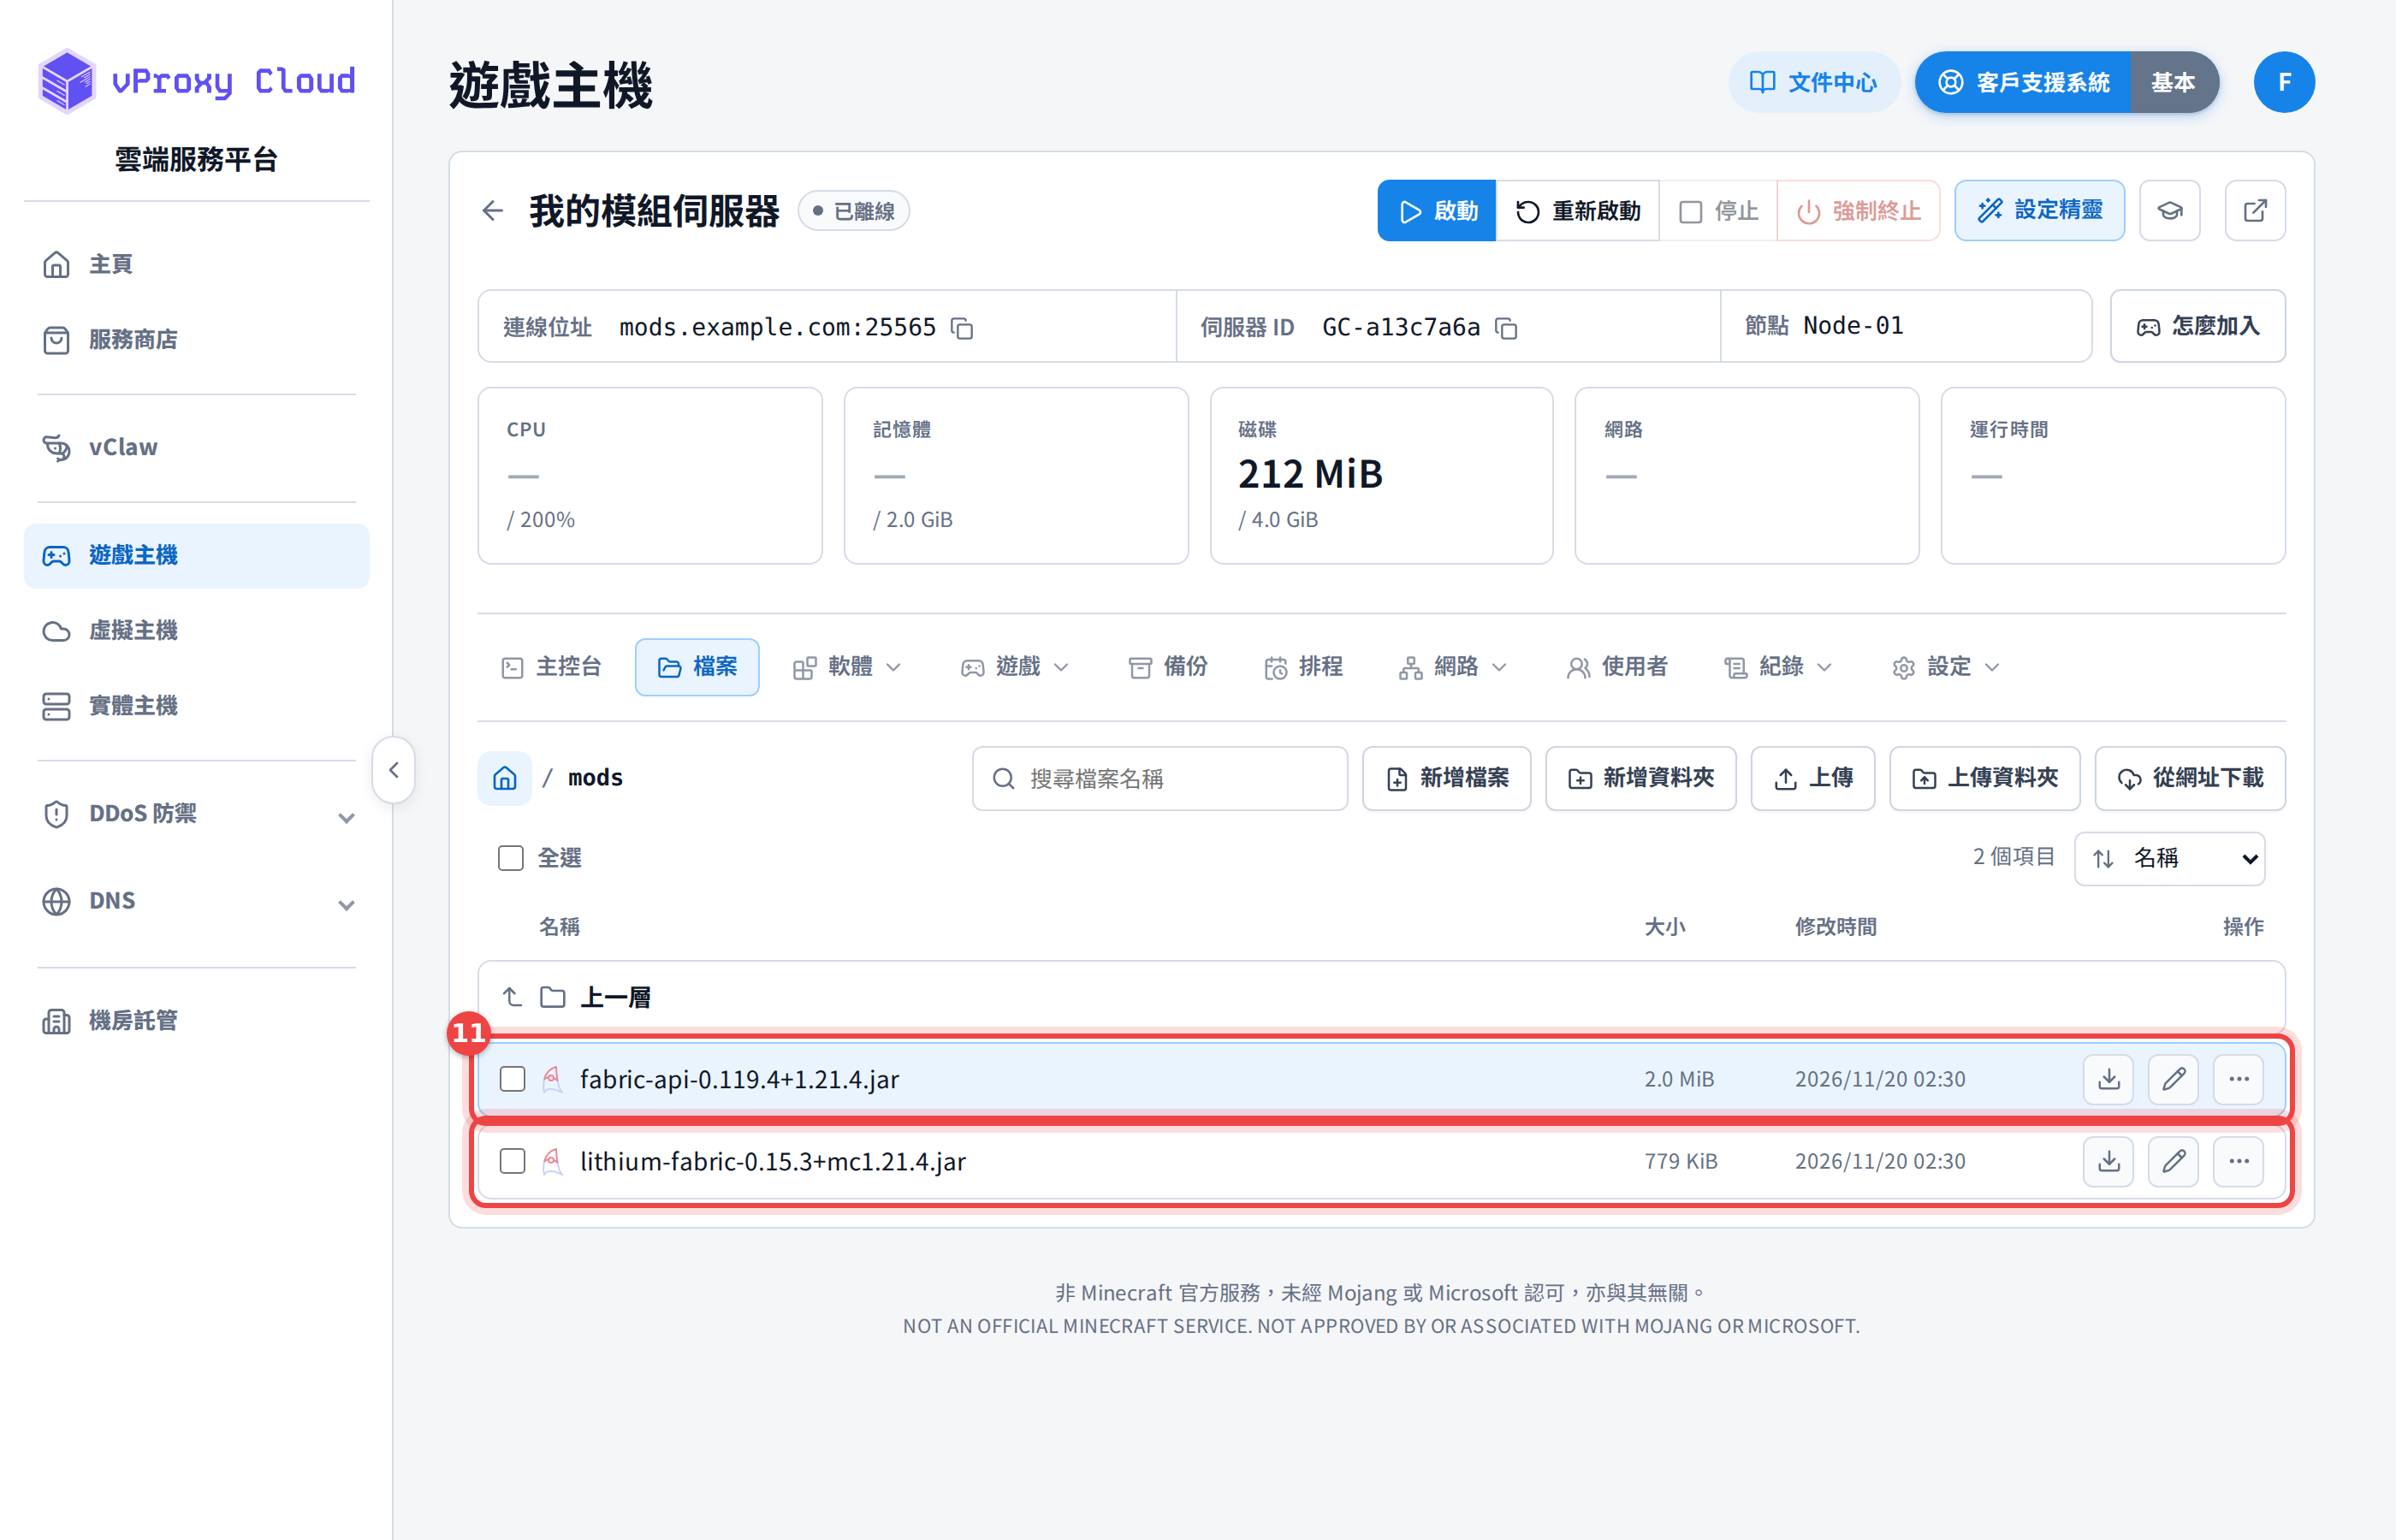 vProxy Cloud
雲端服務平台
主頁
服務商店
vClaw
遊戲主機
虛擬主機
實體主機
DDoS 防禦
DNS
機房託管
遊戲主機
文件中心
客戶支援系統 基本
F
我的模組伺服器 已離線
啟動 重新啟動 停止 強制終止 設定精靈
連線位址 mods.example.com:25565 伺服器 ID GC-a13c7a6a 節點 Node-01 怎麼加入
CPU
—
/ 200%
記憶體
—
/ 2.0 GiB
磁碟
212 MiB
/ 4.0 GiB
網路
—
運行時間
—
主控台 檔案 軟體 遊戲 備份 排程 網路 使用者 紀錄 設定
/ mods 搜尋檔案名稱 新增檔案 新增資料夾 上傳 上傳資料夾 從網址下載
全選 2 個項目 名稱
名稱 大小 修改時間 操作
上一層
11
fabric-api-0.119.4+1.21.4.jar 2.0 MiB 2026/11/20 02:30
lithium-fabric-0.15.3+mc1.21.4.jar 779 KiB 2026/11/20 02:30
非 Minecraft 官方服務，未經 Mojang 或 Microsoft 認可，亦與其無關。
NOT AN OFFICIAL MINECRAFT SERVICE. NOT APPROVED BY OR ASSOCIATED WITH MOJANG OR MICROSOFT.